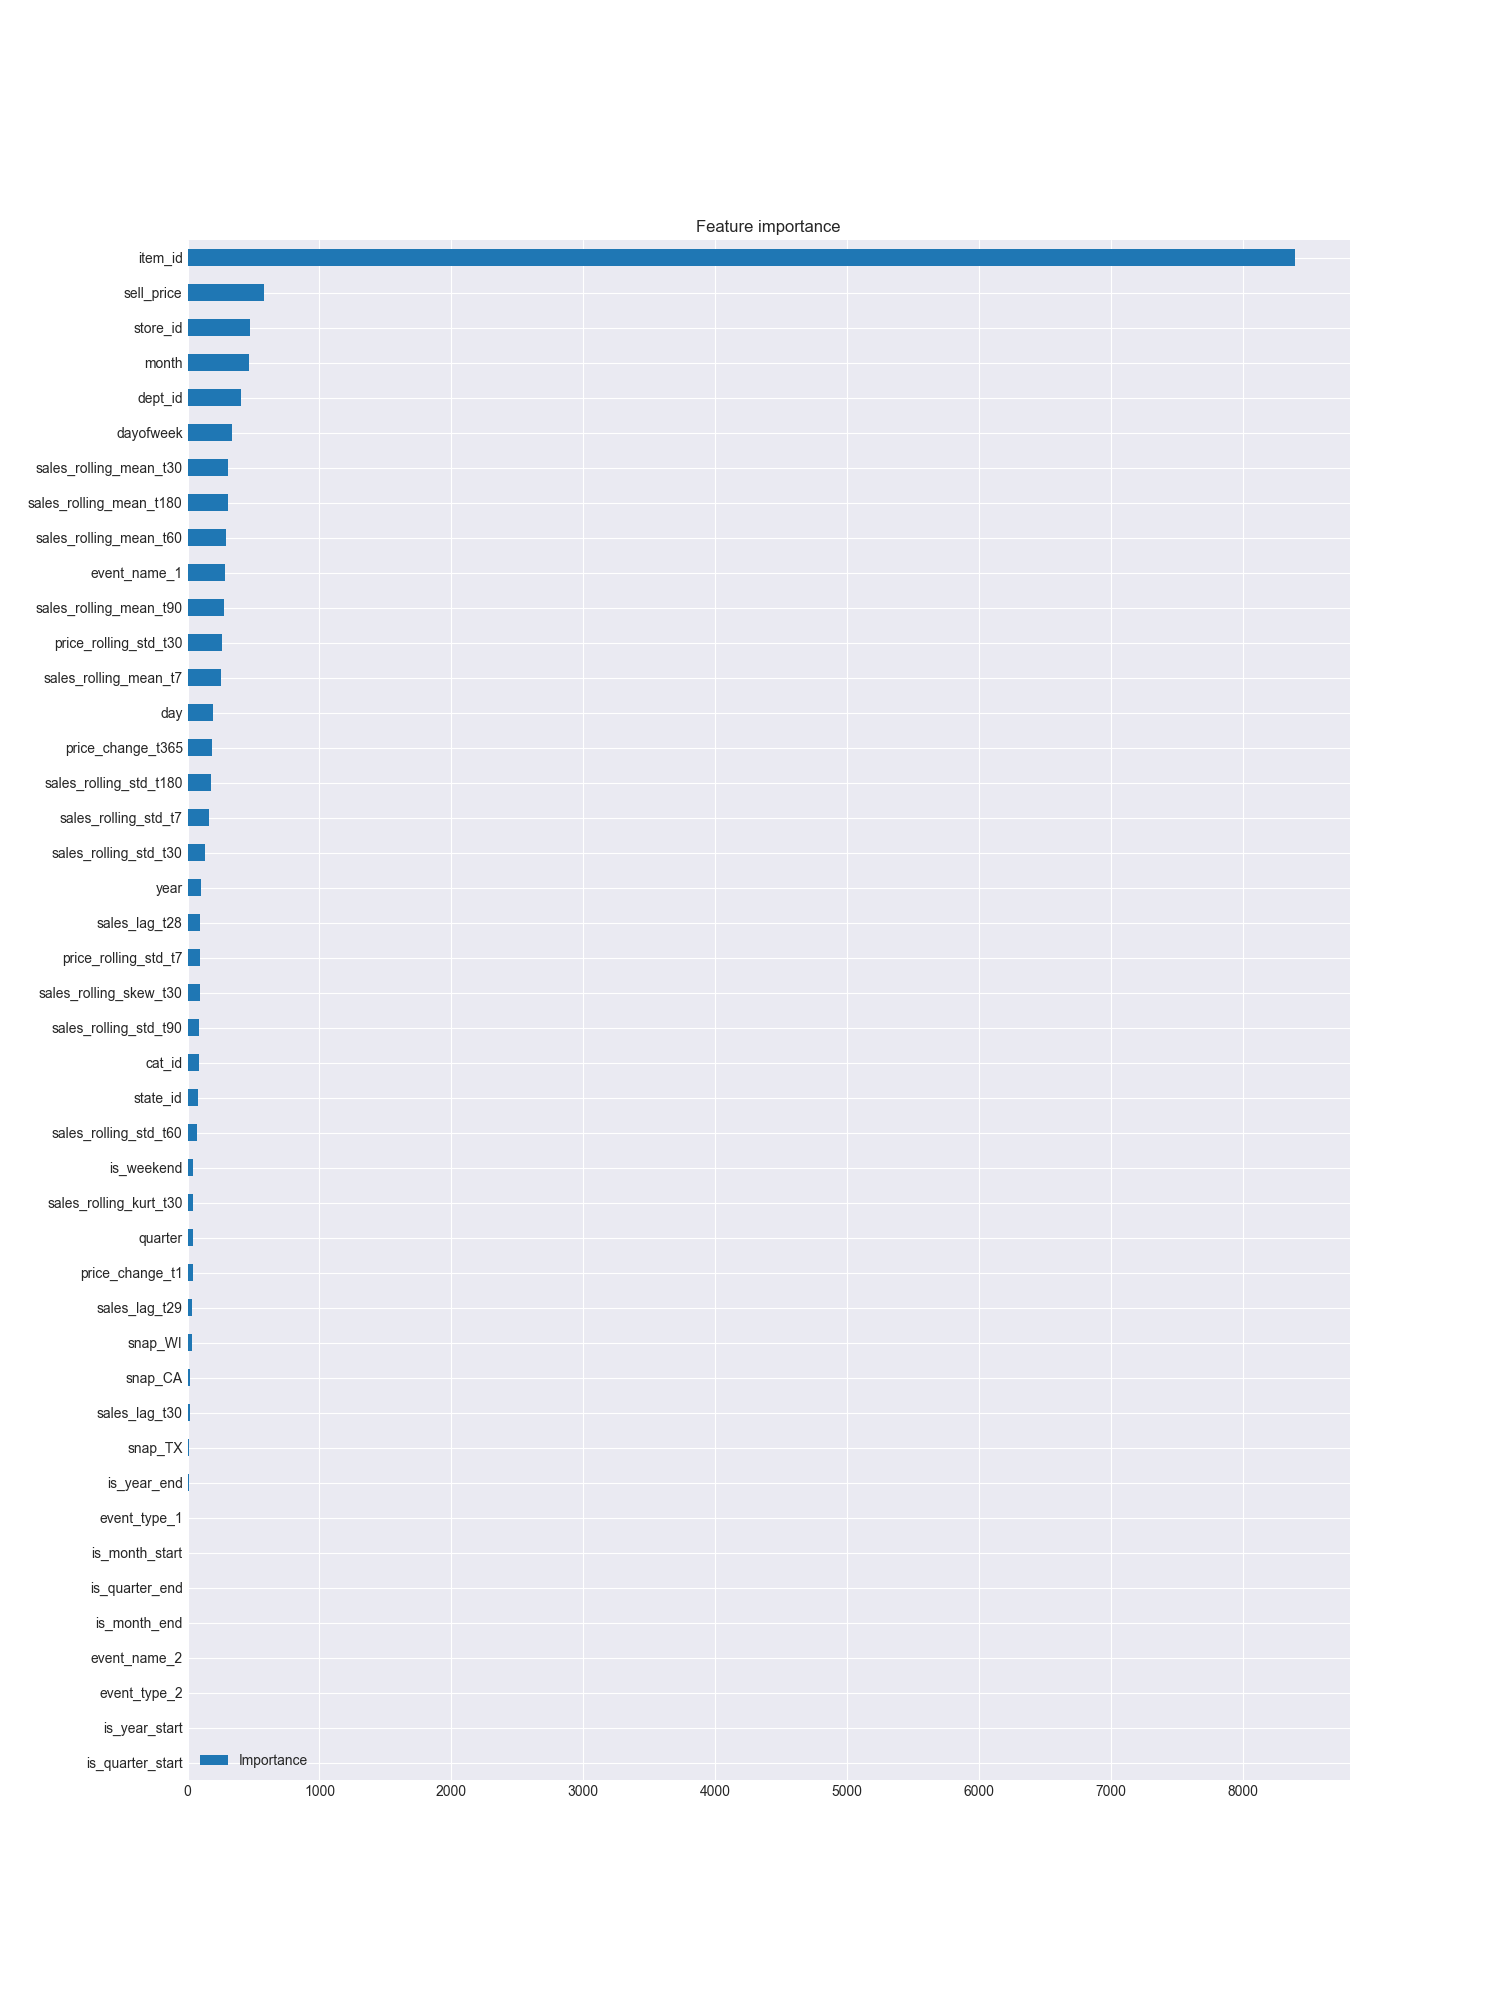 Feature importance
item_id
sell_price
store_id
month
dept_id
dayofweek
sales_rolling_mean_t30
sales_rolling_mean_t180
sales_rolling_mean_t60
event_name_1
sales_rolling_mean_t90
price_rolling_std_t30
sales_rolling_mean_t7
day
price_change_t365
sales_rolling_std_t180
sales_rolling_std_t7
sales_rolling_std_t30
year
sales_lag_t28
price_rolling_std_t7
sales_rolling_skew_t30
sales_rolling_std_t90
cat_id
state_id
sales_rolling_std_t60
is_weekend
sales_rolling_kurt_t30
quarter
price_change_t1
sales_lag_t29
snap_WI
snap_CA
sales_lag_t30
snap_TX
is_year_end
event_type_1
is_month_start
is_quarter_end
is_month_end
event_name_2
event_type_2
is_year_start
is_quarter_start
Importance
0 1000 2000 3000 4000 5000 6000 7000 8000